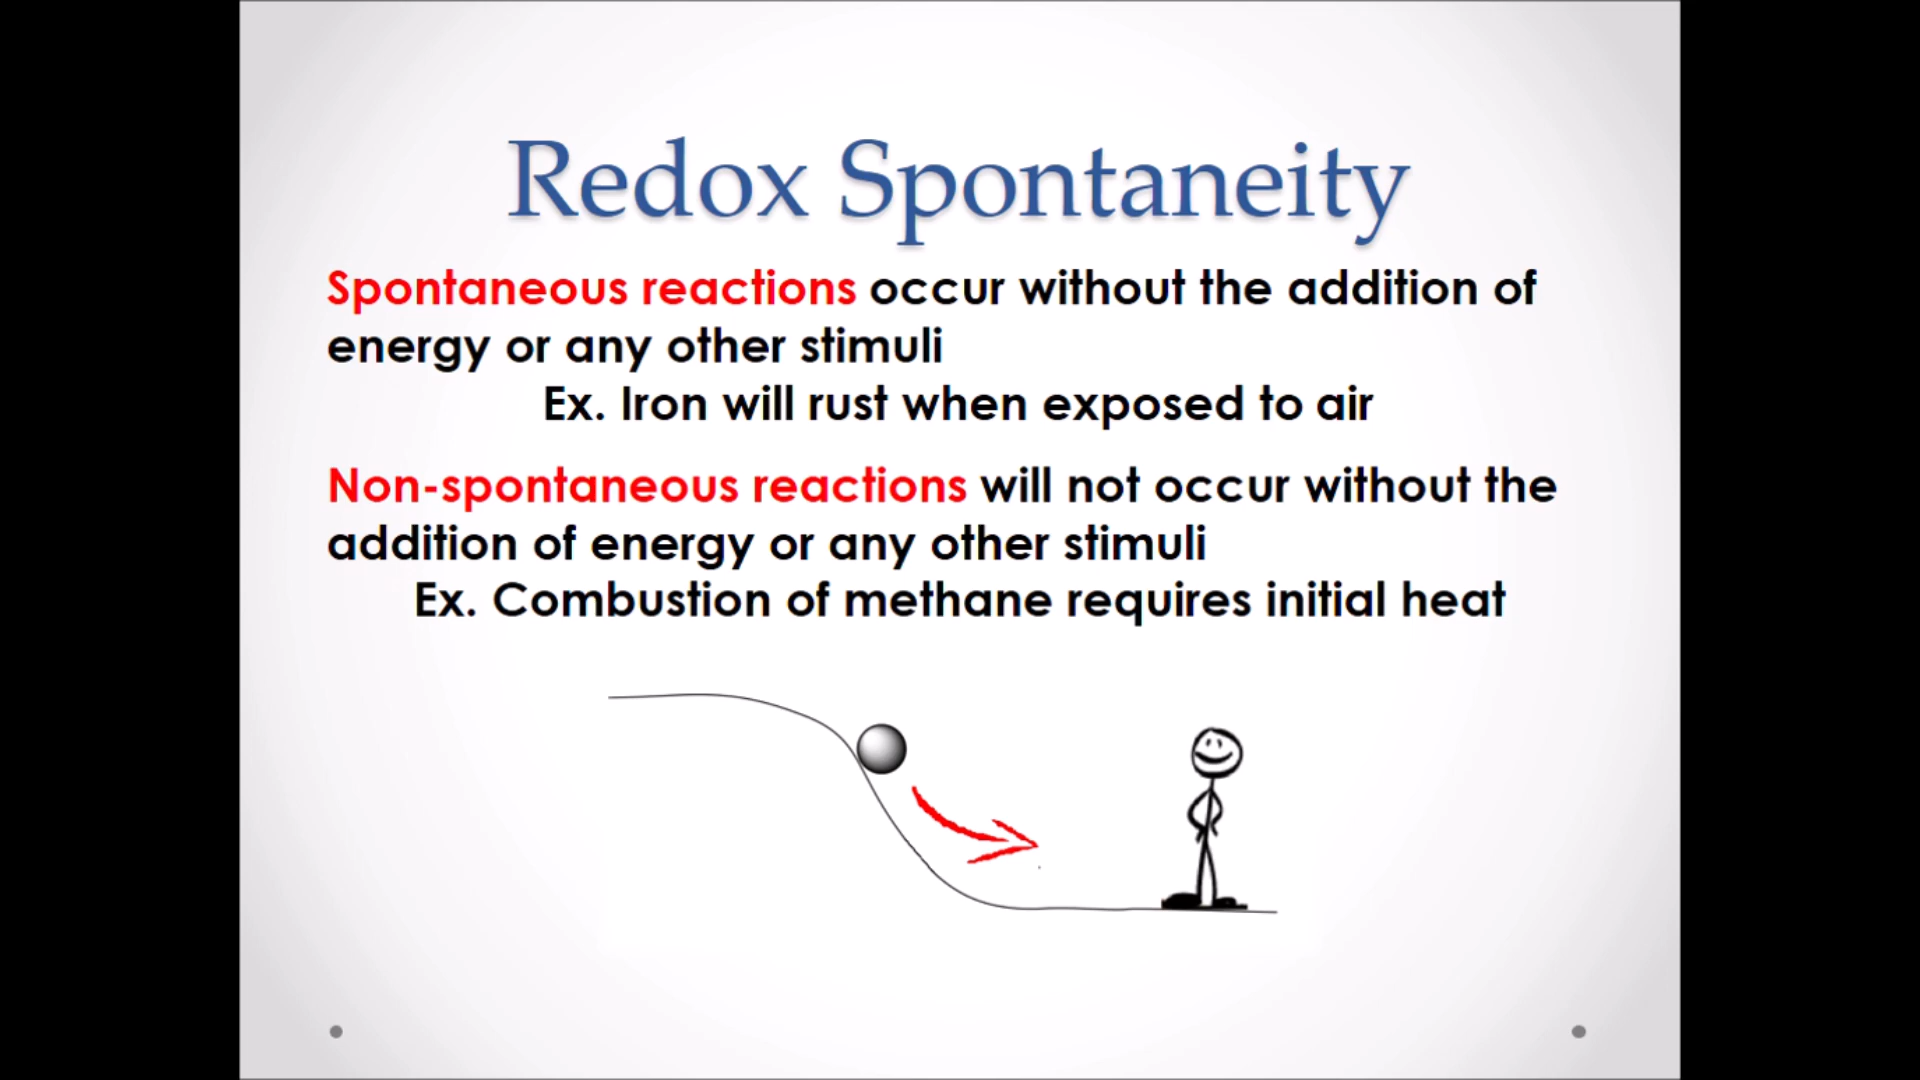 Redox Spontaneity
Spontaneous reactions occur without the addition of
energy or any other stimuli
Ex. Iron will rust when exposed to air
Non-spontaneous reactions will not occur without the
addition of energy or any other stimuli
Ex. Combustion of methane requires initial heat